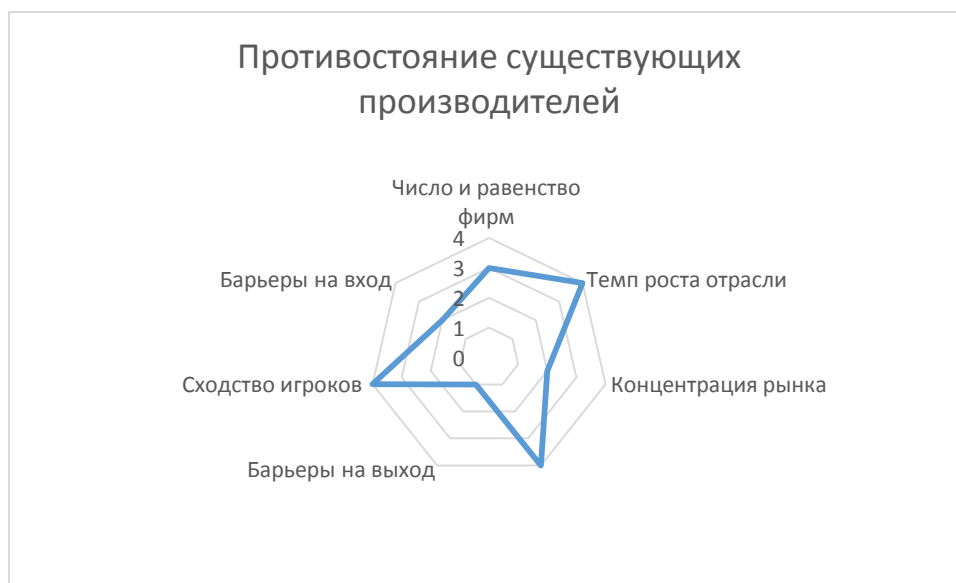 Противостояние существующих
производителей
Число и равенство
фирм
4
3
2
1
0
Барьеры на вход
Темп роста отрасли
Сходство игроков
Концентрация рынка
Барьеры на выход